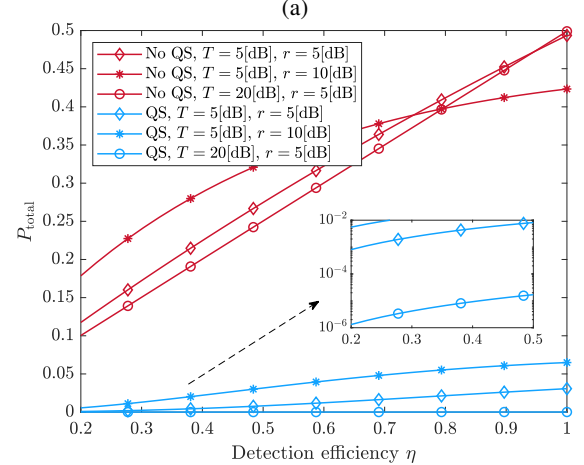 (a)
0.5
0.45
0.4
0.35
0.3
0.25
0.2
0.15
0.1
0.05
0
P_total
No QS, T = 5[dB], r = 5[dB]
No QS, T = 5[dB], r = 10[dB]
No QS, T = 20[dB], r = 5[dB]
QS, T = 5[dB], r = 5[dB]
QS, T = 5[dB], r = 10[dB]
QS, T = 20[dB], r = 5[dB]
10^-2
10^-4
10^-6
0.2 0.3 0.4 0.5
0.2 0.3 0.4 0.5 0.6 0.7 0.8 0.9 1
Detection efficiency η